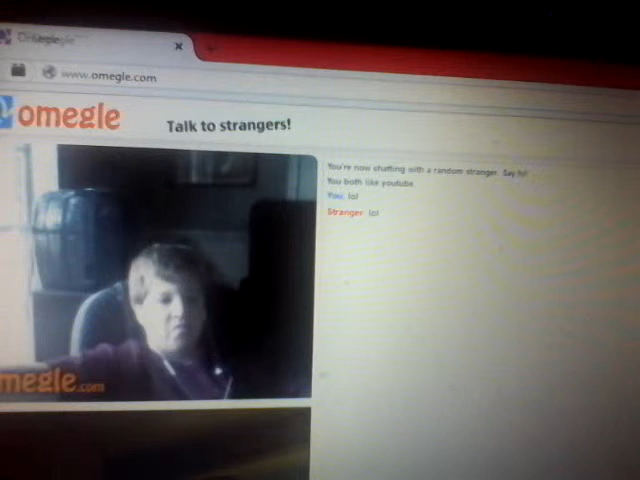 Omegle
www.omegle.com
omegle
Talk to strangers!
You're now chatting with a random stranger. Say hi!
You both like youtube.
You: lol
Stranger: lol
omegle.com